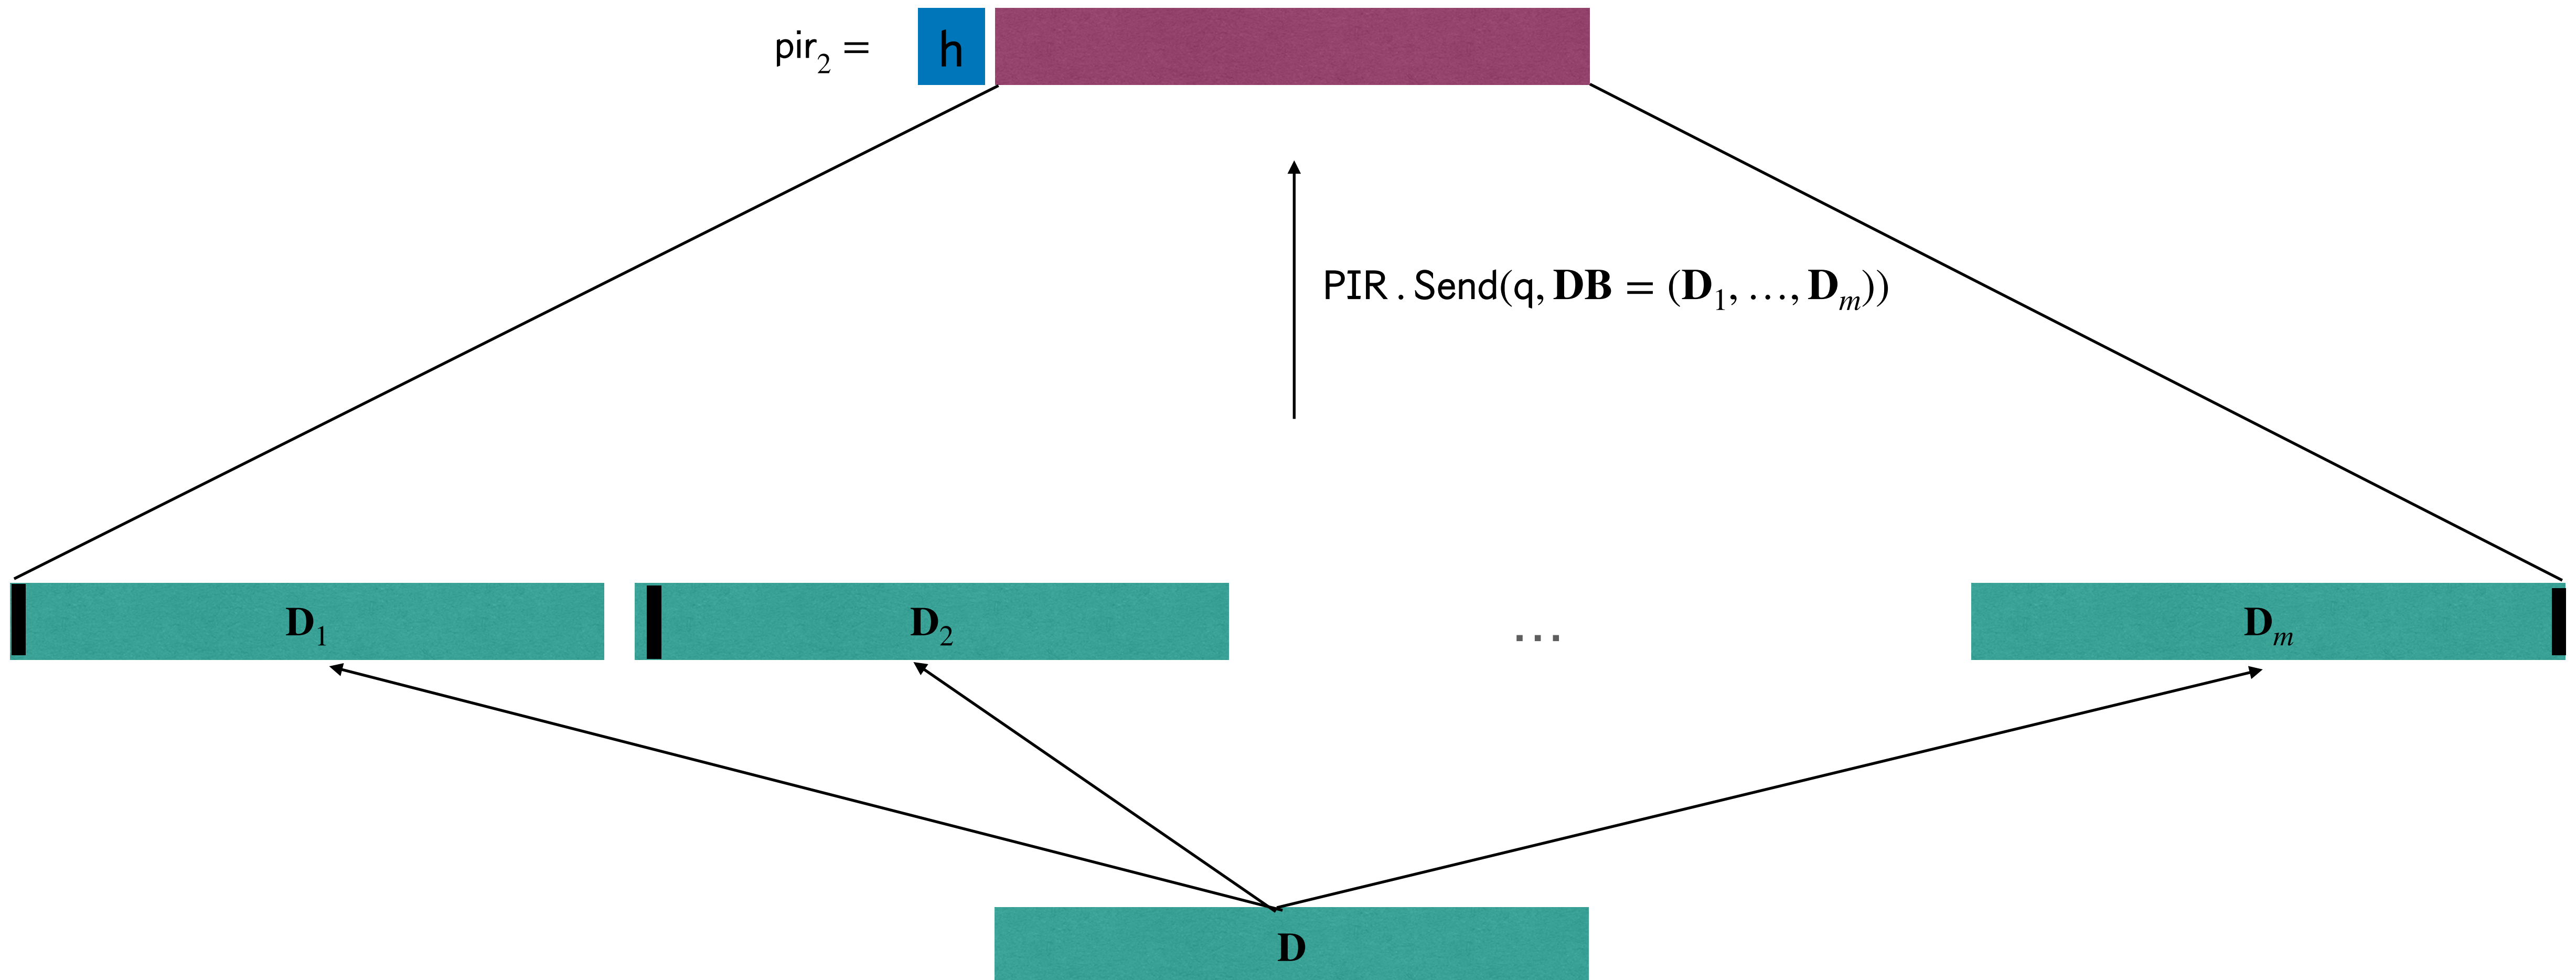 pir₂ = h
PIR . Send(q, DB = (D₁, …, Dₘ))
D₁ D₂ … Dₘ
D